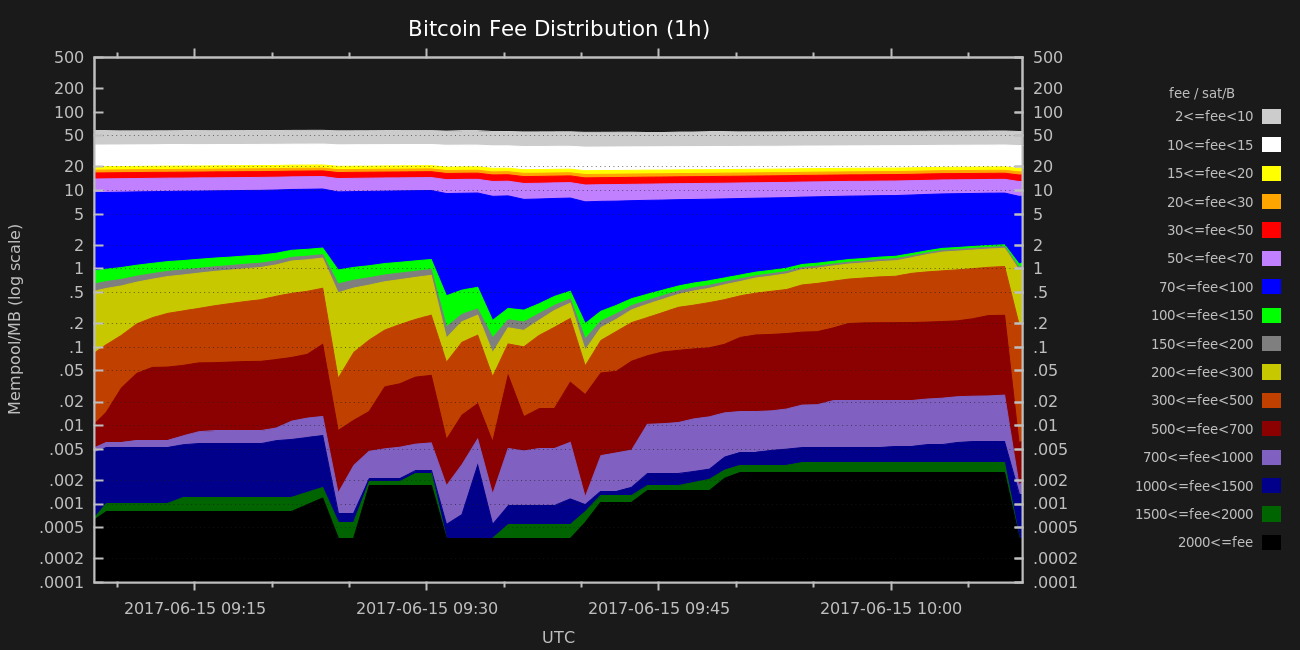 Bitcoin Fee Distribution (1h)
500
200
100
50
20
10
5
2
1
.5
.2
.1
.05
.02
.01
.005
.002
.001
.0005
.0002
.0001
Mempool/MB (log scale)
500
200
100
50
20
10
5
2
1
.5
.2
.1
.05
.02
.01
.005
.002
.001
.0005
.0002
.0001
2017-06-15 09:15
2017-06-15 09:30
2017-06-15 09:45
2017-06-15 10:00
UTC
fee / sat/B
2<=fee<10
10<=fee<15
15<=fee<20
20<=fee<30
30<=fee<50
50<=fee<70
70<=fee<100
100<=fee<150
150<=fee<200
200<=fee<300
300<=fee<500
500<=fee<700
700<=fee<1000
1000<=fee<1500
1500<=fee<2000
2000<=fee